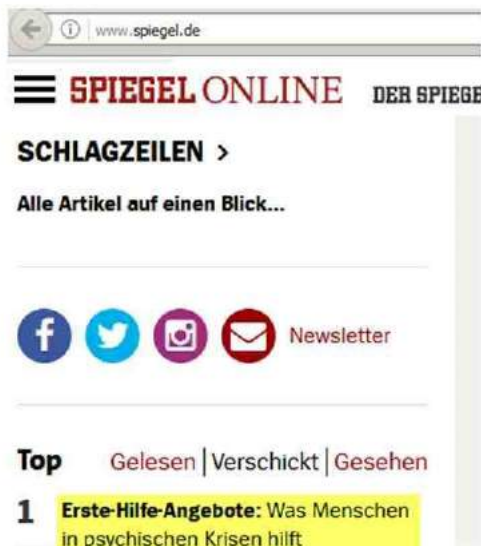 www.spiegel.de
SPIEGEL ONLINE DER SPIEGE
SCHLAGZEILEN >
Alle Artikel auf einen Blick...
f Newsletter
Top Gelesen | Verschickt | Gesehen
1 Erste-Hilfe-Angebote: Was Menschen
in psychischen Krisen hilft